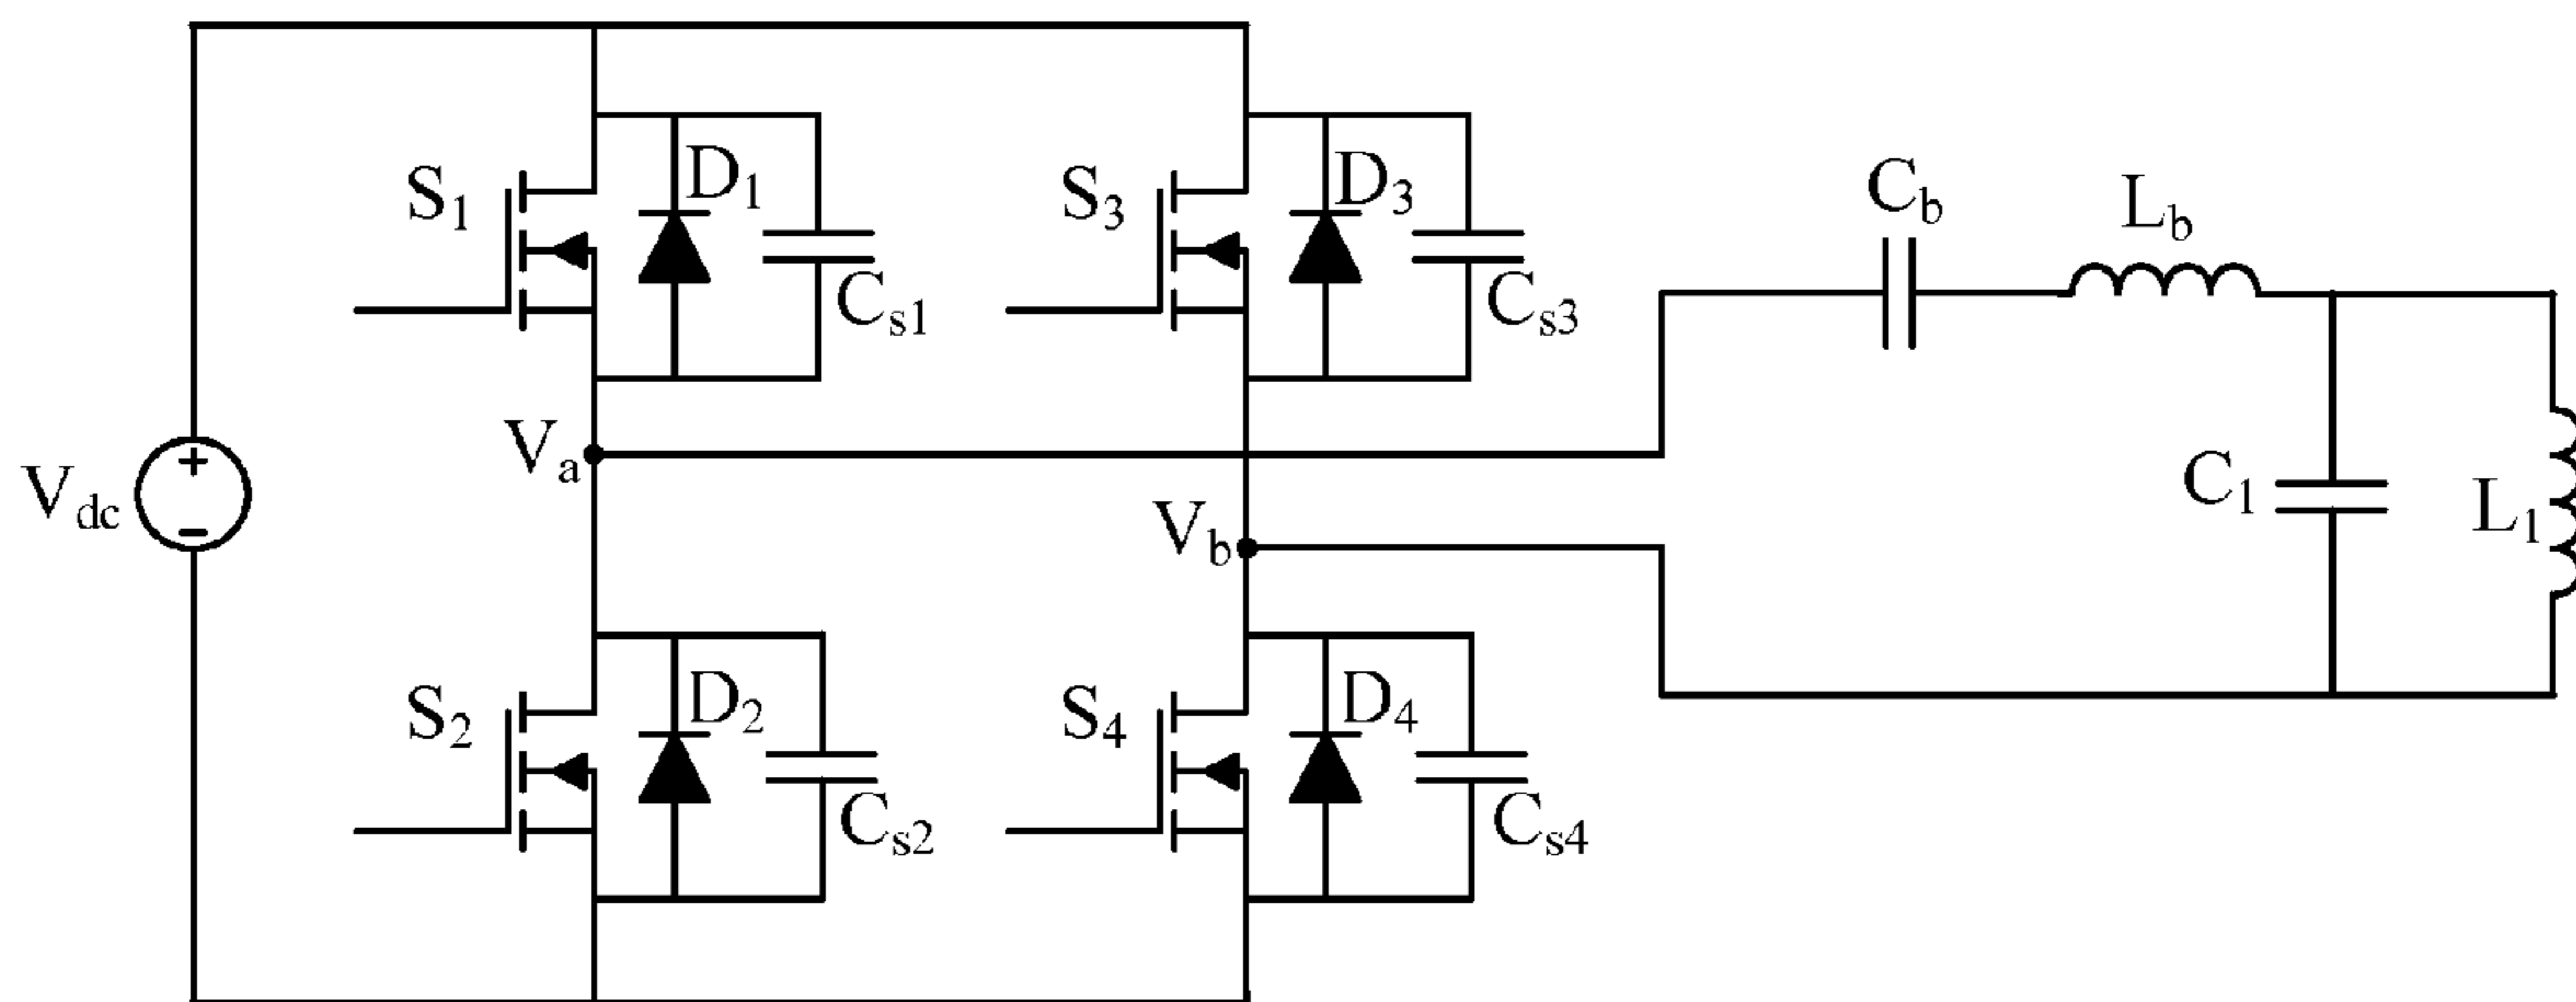 S1
D1
Cs1
S3
D3
Cs3
Cb
Lb
Va
Vb
Vdc
+
−
C1
L1
S2
D2
Cs2
S4
D4
Cs4